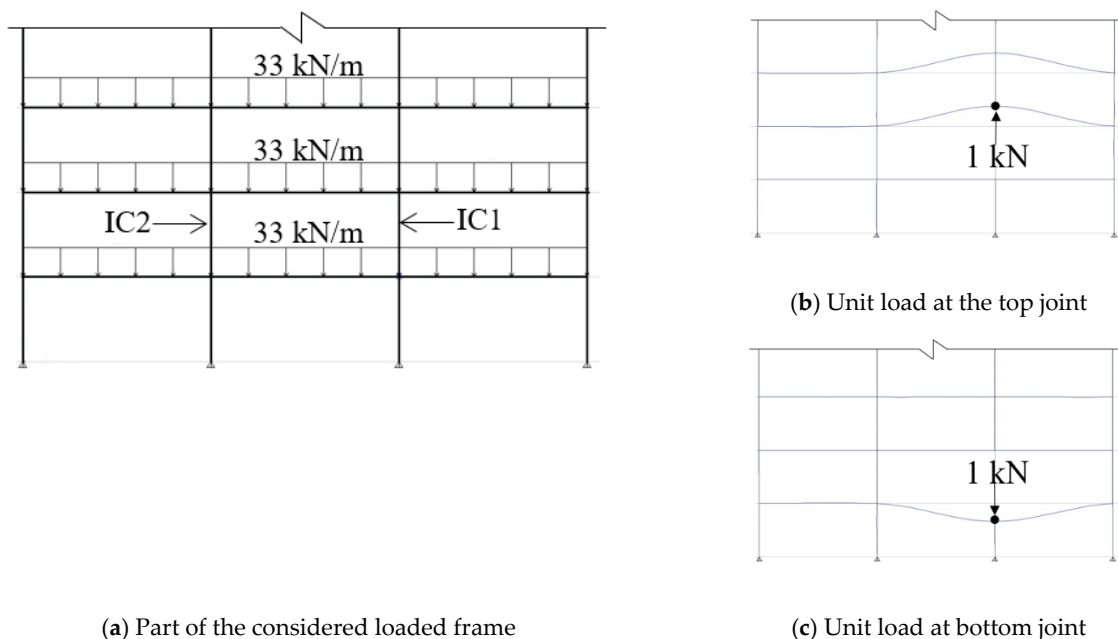 33 kN/m
33 kN/m
IC2
IC1
33 kN/m
(a) Part of the considered loaded frame
1 kN
(b) Unit load at the top joint
1 kN
(c) Unit load at bottom joint